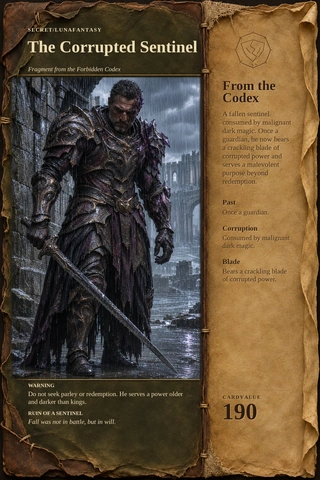 SECRET/LUNAFANTASY
The Corrupted Sentinel
Fragment from the Forbidden Codex
WARNING
Do not seek parley or redemption. He serves a power older
and darker than kings.
RUIN OF A SENTINEL
Fall was not in battle, but in will.
From the
Codex
A fallen sentinel
consumed by malignant
dark magic. Once a
guardian, he now bears
a crackling blade of
corrupted power and
serves a malevolent
purpose beyond
redemption.
Past
Once a guardian.
Corruption
Consumed by malignant
dark magic.
Blade
Bears a crackling blade
of corrupted power.
CARDVALUE
190